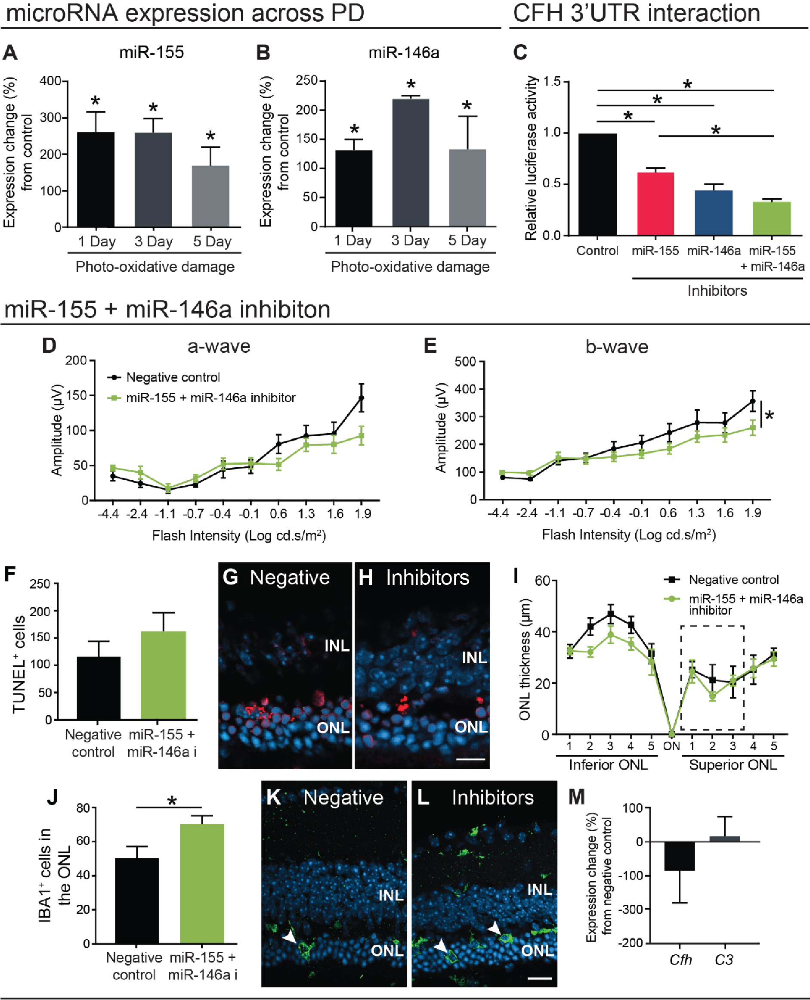 microRNA expression across PD
CFH 3’UTR interaction
A
miR-155
Expression change (%)
from control
400
300
200
100
0
*
*
*
1 Day
3 Day
5 Day
Photo-oxidative damage
B
miR-146a
Expression change (%)
from control
250
200
150
100
50
0
*
*
*
1 Day
3 Day
5 Day
Photo-oxidative damage
C
Relative luciferase activity
1.5
1.0
0.5
0.0
*
*
*
*
Control
miR-155
miR-146a
miR-155
+ miR-146a
Inhibitors
miR-155 + miR-146a inhibiton
D
a-wave
Amplitude (µV)
200
150
100
50
0
Negative control
miR-155 + miR-146a inhibitor
-4.4 -2.4 -1.1 -0.7 -0.4 -0.1 0.6 1.3 1.6 1.9
Flash Intensity (Log cd.s/m²)
E
b-wave
Amplitude (µV)
500
400
300
200
100
0
*
-4.4 -2.4 -1.1 -0.7 -0.4 -0.1 0.6 1.3 1.6 1.9
Flash Intensity (Log cd.s/m²)
F
TUNEL⁺ cells
250
200
150
100
50
0
Negative
control
miR-155 +
miR-146a i
G Negative
INL
ONL
H Inhibitors
INL
ONL
I
ONL thickness (µm)
60
40
20
0
Negative control
miR-155 + miR-146a
inhibitor
1 2 3 4 5 ON 1 2 3 4 5
Inferior ONL
Superior ONL
J
IBA1⁺ cells in
the ONL
80
60
40
20
0
*
Negative
control
miR-155 +
miR-146a i
K Negative
INL
ONL
L Inhibitors
INL
ONL
M
Expression change (%)
from negative control
100
0
-100
-300
-200
Cfh
C3